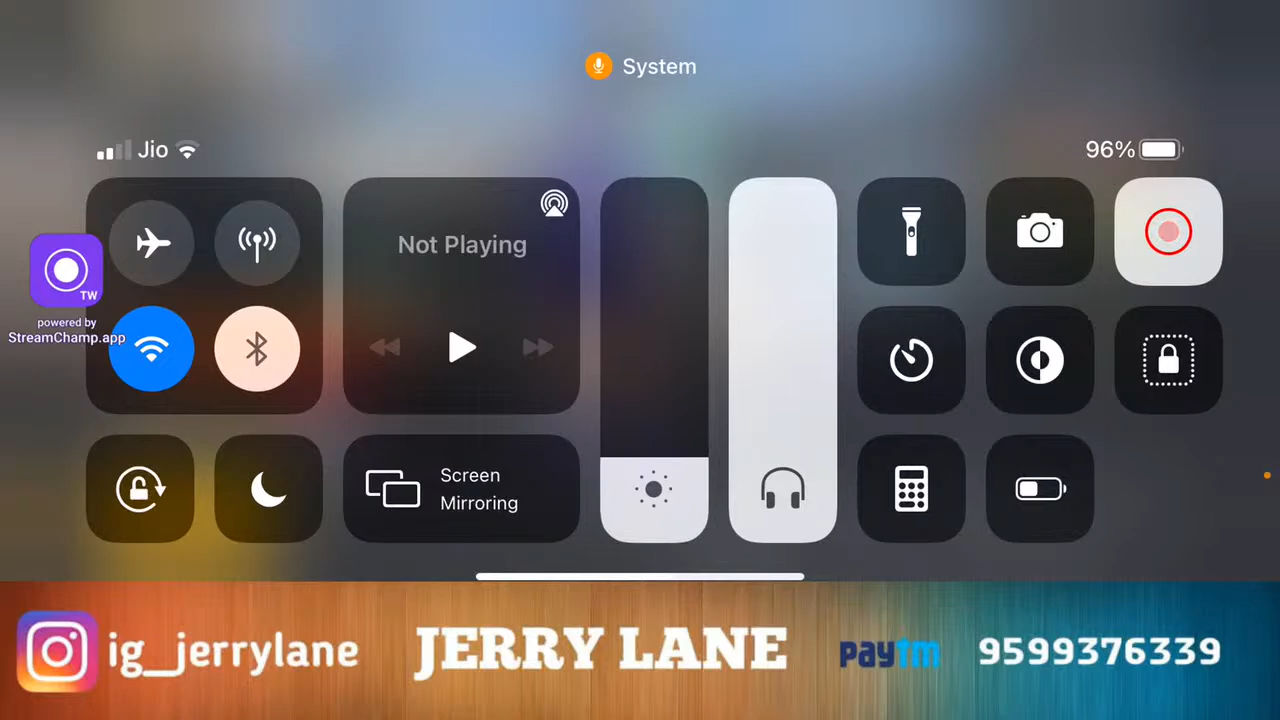 System
Jio
96%
Not Playing
TW
powered by
StreamChamp.app
Screen
Mirroring
ig_jerrylane
JERRY LANE
paytm
9599376339